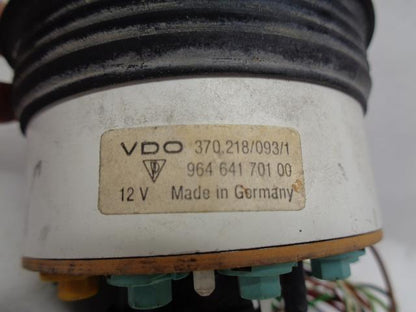 VDO 370.218/093/1
964 641 701 00
12 V Made in Germany